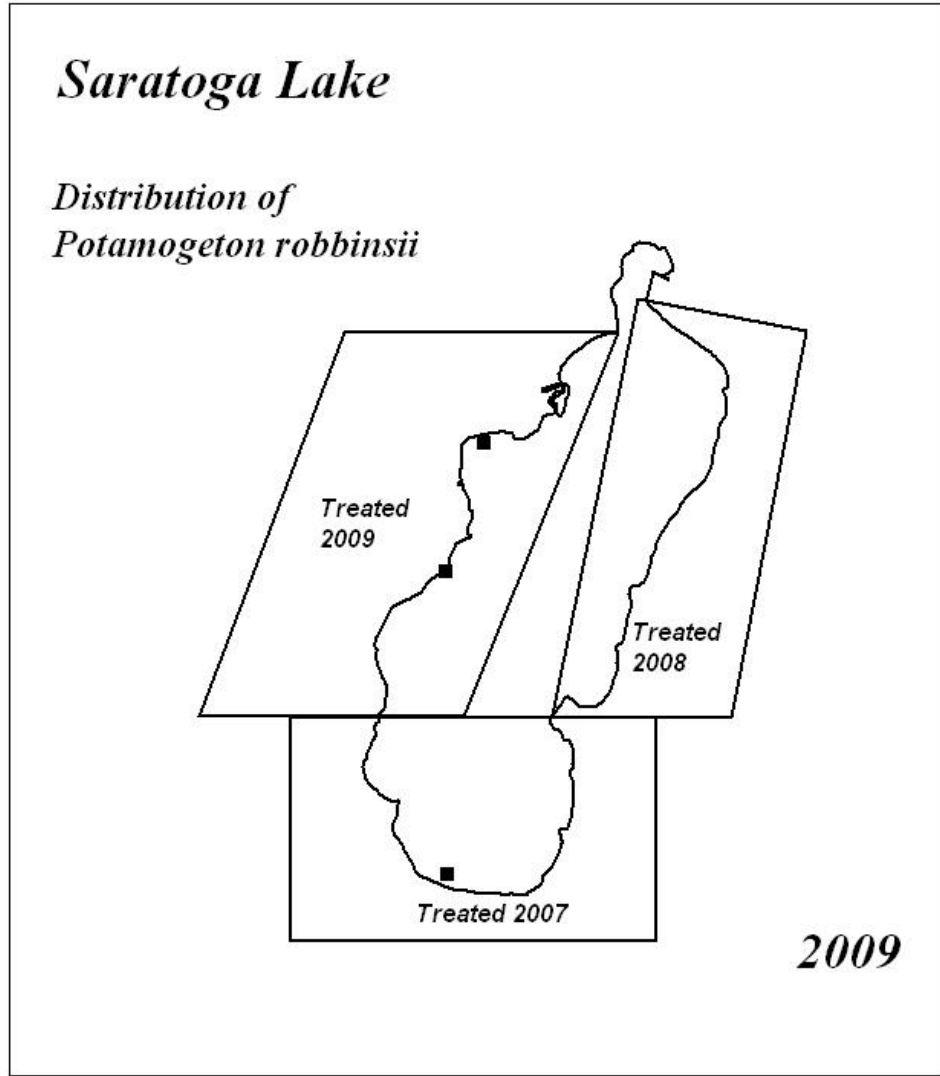 Saratoga Lake
Distribution of
Potamogeton robbinsii
Treated
2009
Treated
2008
Treated 2007
2009